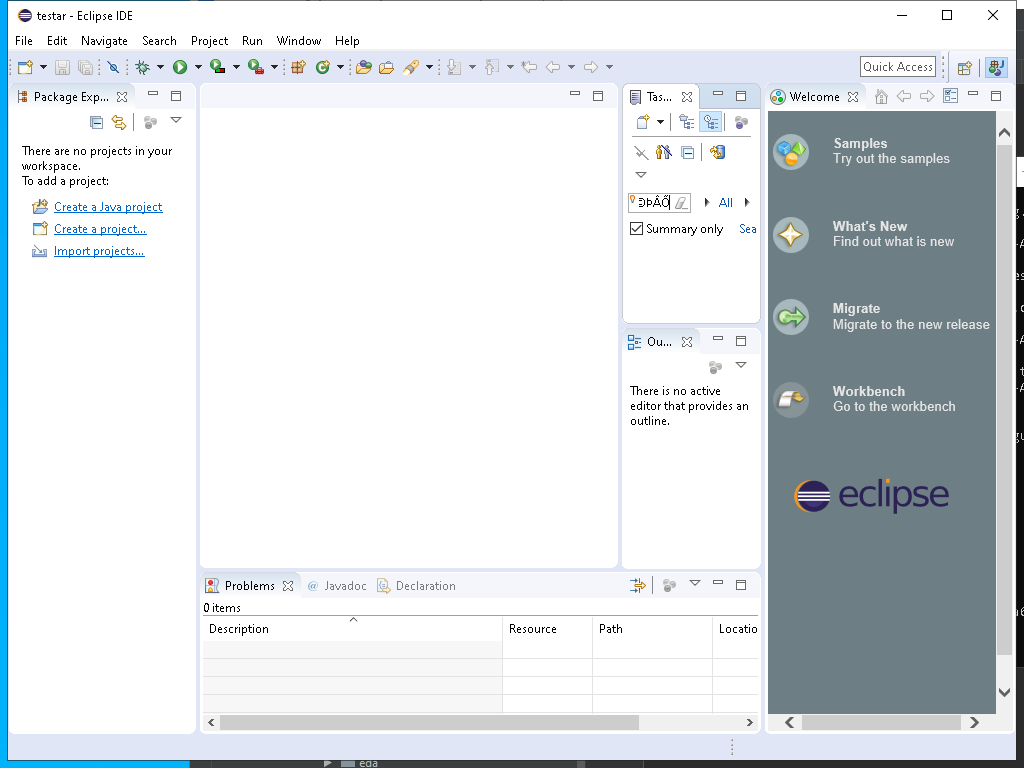 testar - Eclipse IDE
File Edit Navigate Search Project Run Window Help
Quick Access
Package Exp...
There are no projects in your
workspace.
To add a project:
Create a Java project
Create a project...
Import projects...
Tas...
ÐÞÂÕ
All
Summary only
Sea
Ou...
There is no active
editor that provides an
outline.
Welcome
Samples
Try out the samples
What's New
Find out what is new
Migrate
Migrate to the new release
Workbench
Go to the workbench
eclipse
Problems @ Javadoc Declaration
0 items
Description Resource Path Locatio
eda